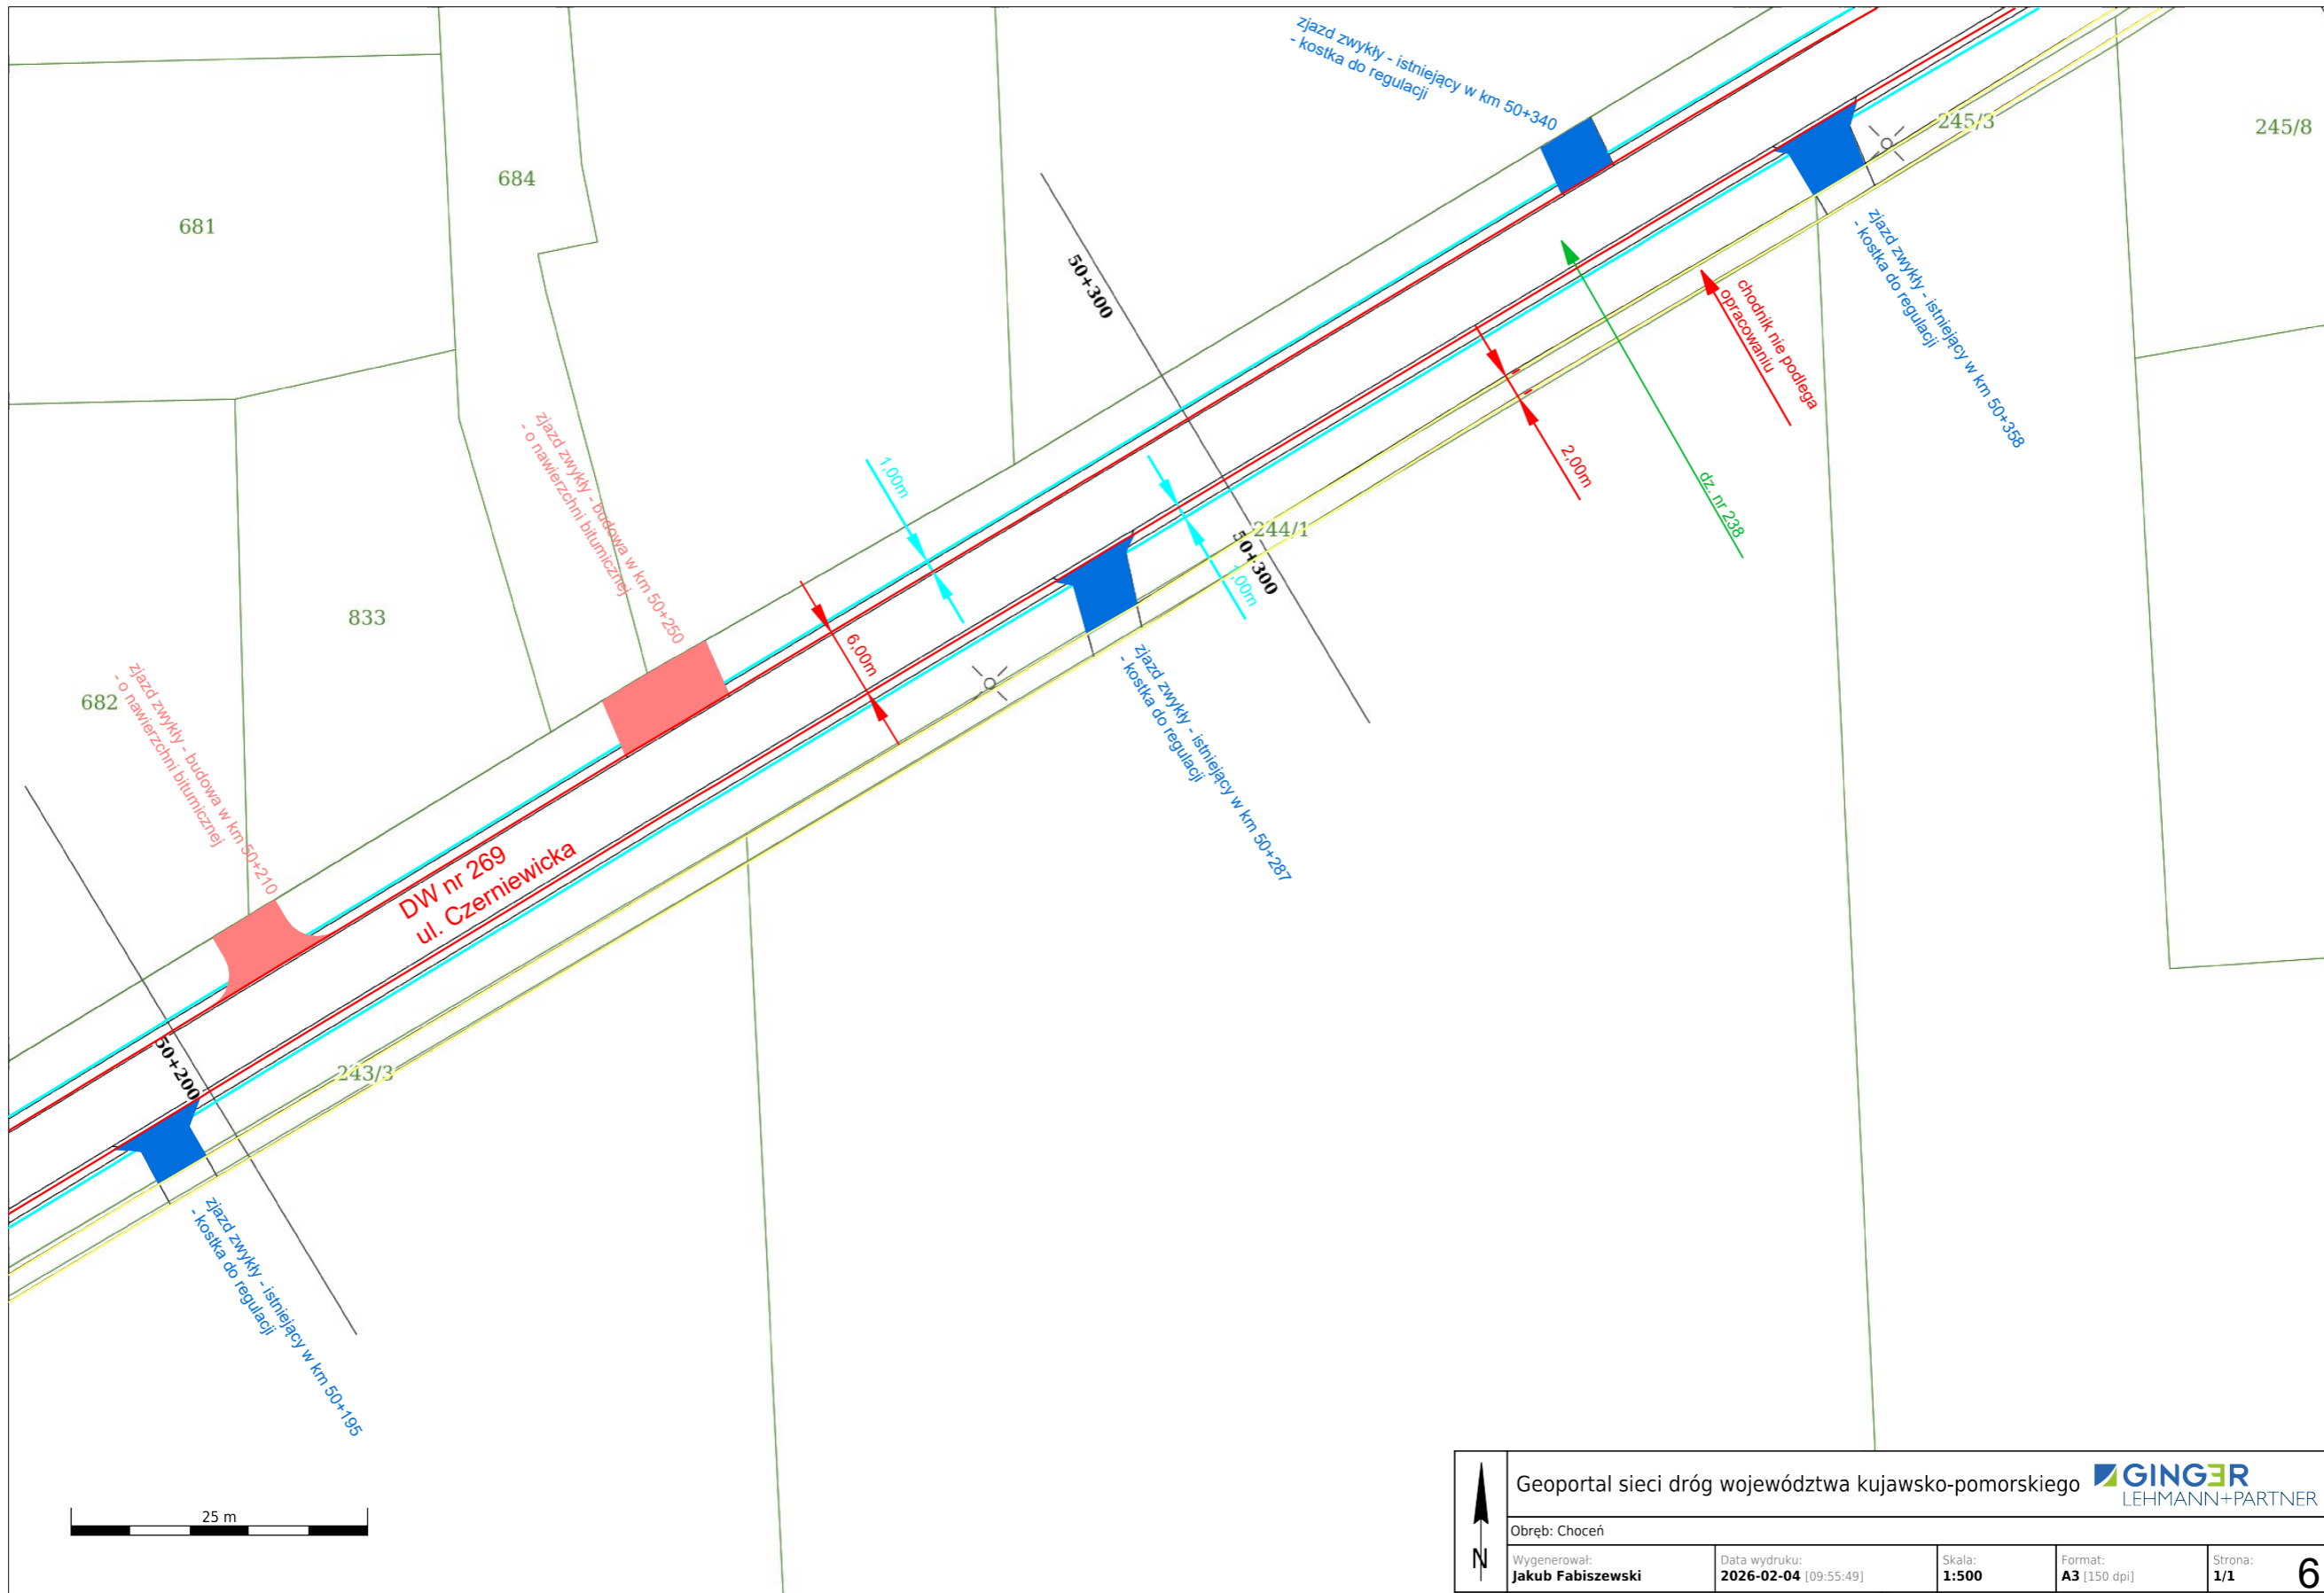 zjazd zwykły - istniejący w km 50+340
- kostka do regulacji
245/3
245/8
684
681
50+300
zjazd zwykły - istniejący w km 50+358
- kostka do regulacji
chodnik nie podlega
opracowaniu
zjazd zwykły - budowa w km 50+250
- o nawierzchni bitumicznej
1,00m
2,00m
dz. nr 238
244/1
50+300
1,00m
833
6,00m
682
zjazd zwykły - budowa w km 50+210
- o nawierzchni bitumicznej
zjazd zwykły - istniejący w km 50+287
- kostka do regulacji
DW nr 269
ul. Czerniewicka
50+200
243/3
zjazd zwykły - istniejący w km 50+195
- kostka do regulacji
25 m
N
Geoportal sieci dróg województwa kujawsko-pomorskiego
GINGER
LEHMANN+PARTNER
Obręb: Choceń
Wygenerował:
Jakub Fabiszewski
Data wydruku:
2026-02-04 [09:55:49]
Skala:
1:500
Format:
A3 [150 dpi]
Strona:
1/1
6